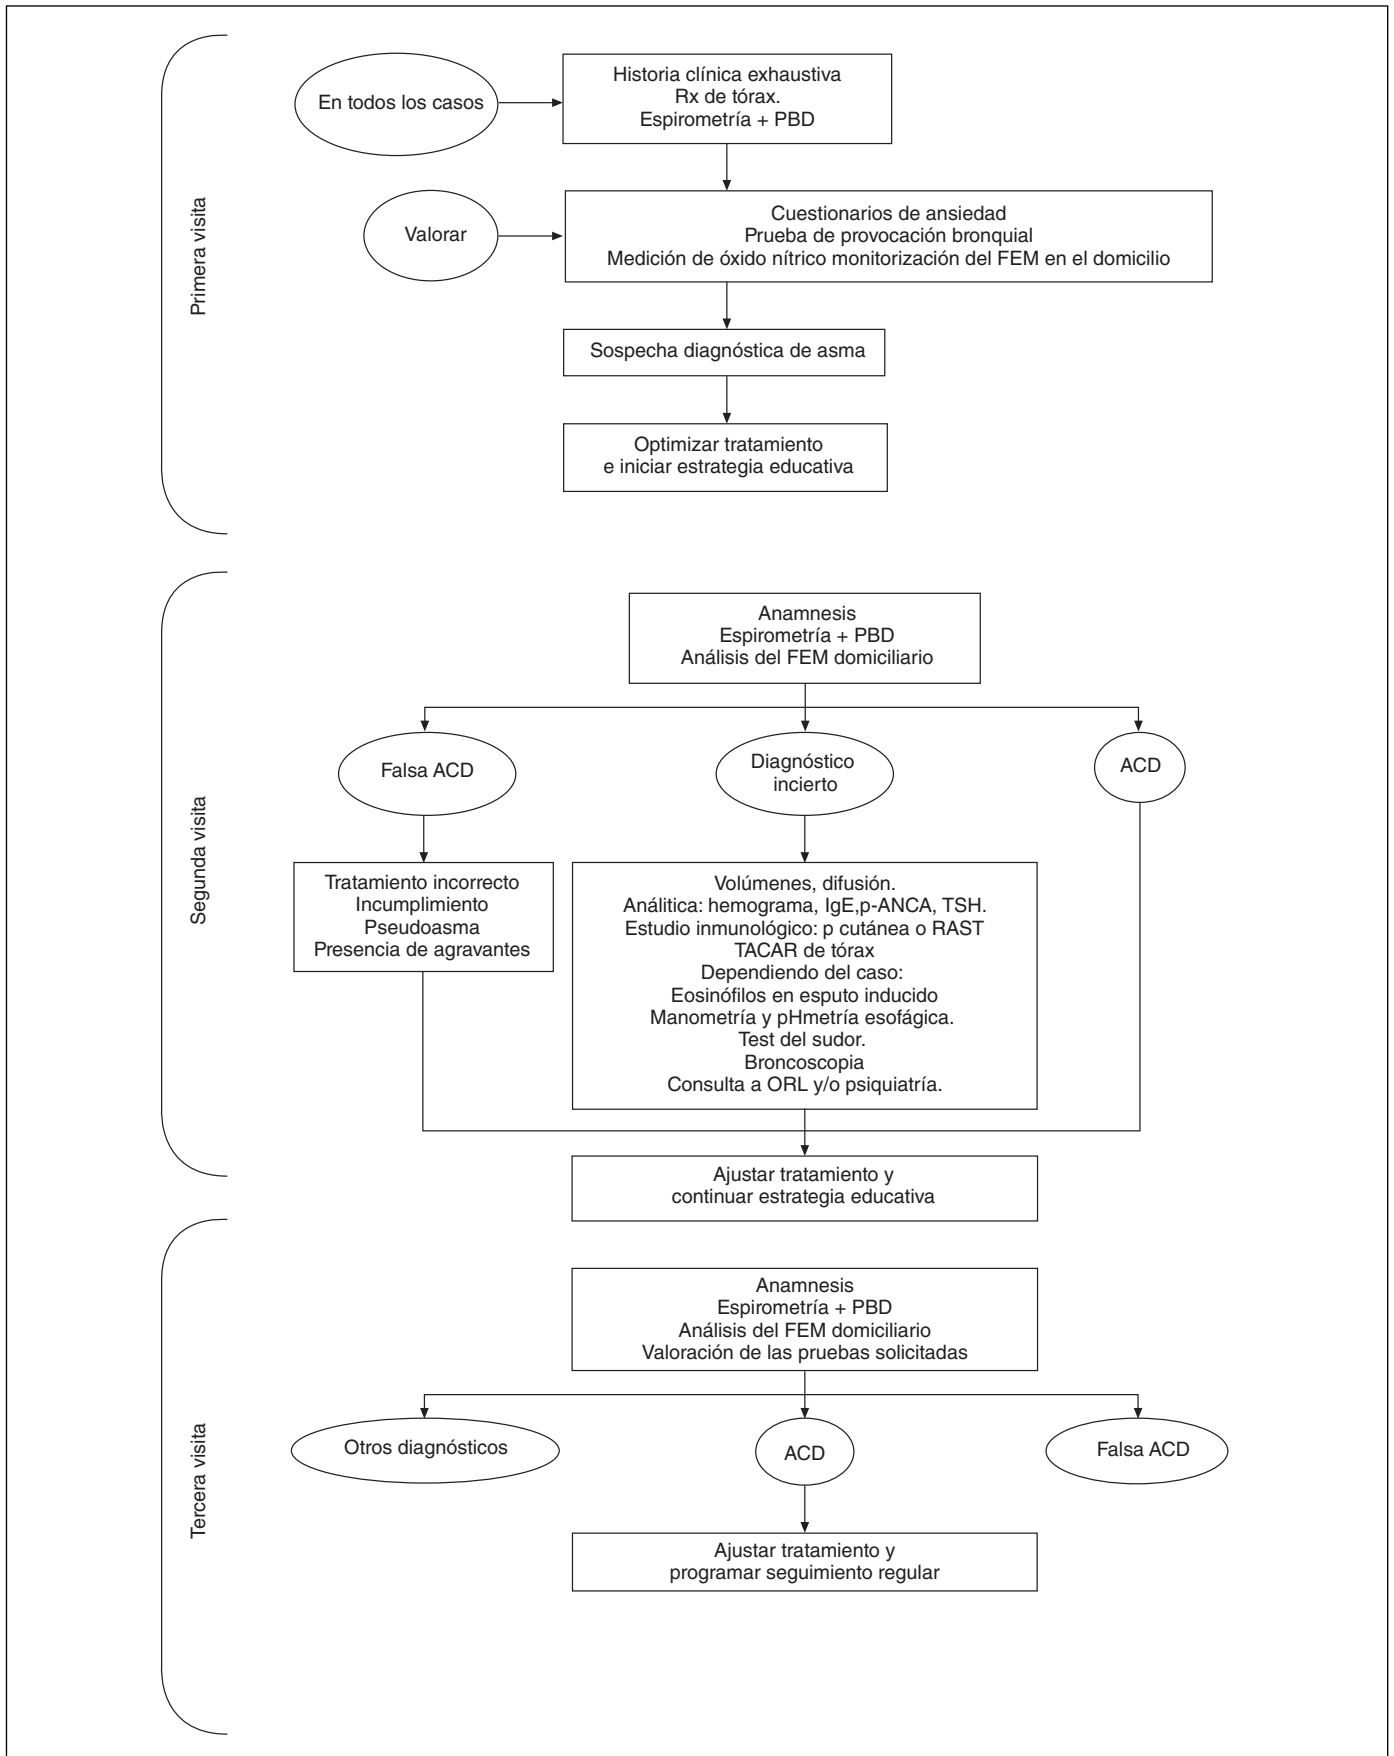 Primera visita
En todos los casos
Historia clínica exhaustiva
Rx de tórax.
Espirometría + PBD
Valorar
Cuestionarios de ansiedad
Prueba de provocación bronquial
Medición de óxido nítrico monitorización del FEM en el domicilio
Sospecha diagnóstica de asma
Optimizar tratamiento
e iniciar estrategia educativa
Segunda visita
Anamnesis
Espirometría + PBD
Análisis del FEM domiciliario
Falsa ACD
Diagnóstico
incierto
ACD
Tratamiento incorrecto
Incumplimiento
Pseudoasma
Presencia de agravantes
Volúmenes, difusión.
Análitica: hemograma, IgE,p-ANCA, TSH.
Estudio inmunológico: p cutánea o RAST
TACAR de tórax
Dependiendo del caso:
Eosinófilos en esputo inducido
Manometría y pHmetría esofágica.
Test del sudor.
Broncoscopia
Consulta a ORL y/o psiquiatría.
Ajustar tratamiento y
continuar estrategia educativa
Tercera visita
Anamnesis
Espirometría + PBD
Análisis del FEM domiciliario
Valoración de las pruebas solicitadas
Otros diagnósticos
ACD
Falsa ACD
Ajustar tratamiento y
programar seguimiento regular